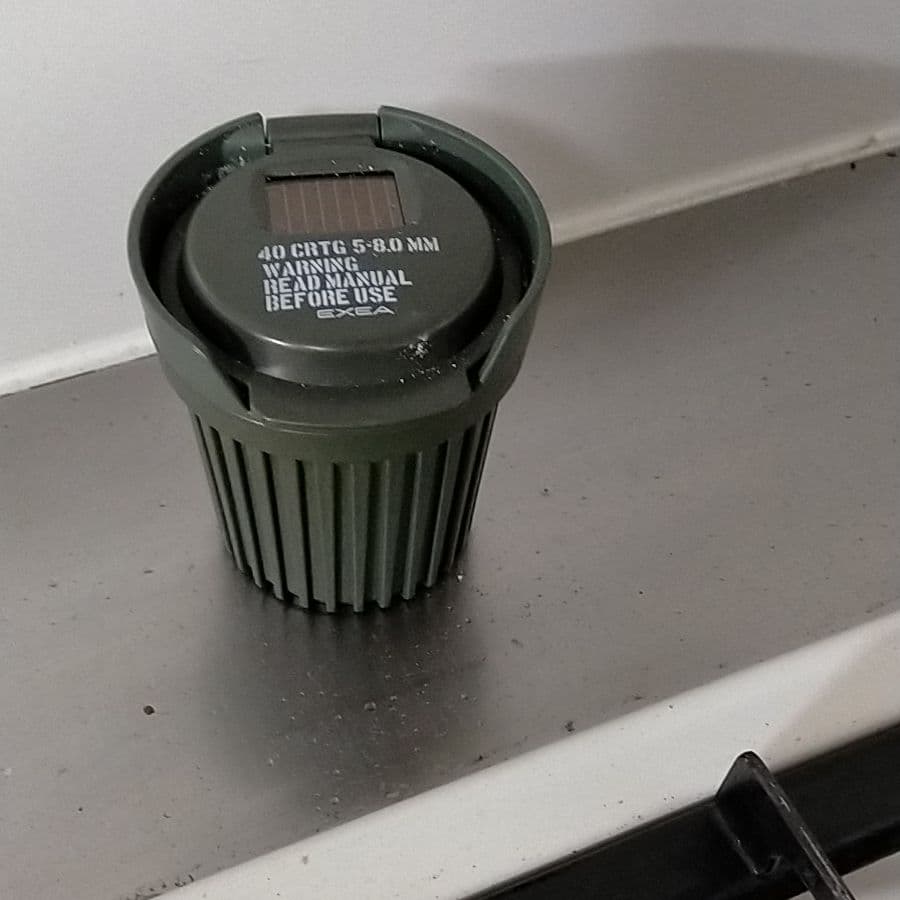 40 CRTG 5-8.0 MM
WARNING
READ MANUAL
BEFORE USE
EXEA